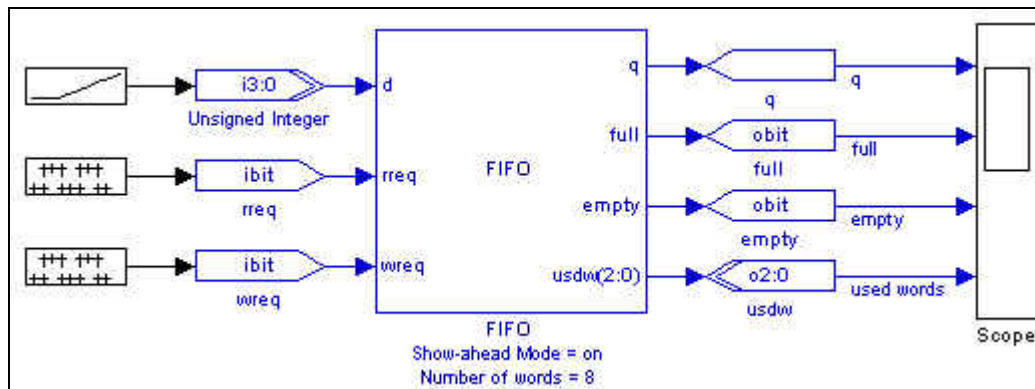 i3:0
Unsigned Integer
ibit
rreq
ibit
wreq
d
rreq
wreq
FIFO
q
full
empty
usdw(2:0)
FIFO
Show-ahead Mode = on
Number of words = 8
q
q
obit
full
full
obit
empty
empty
o2:0
usdw
used words
Scope